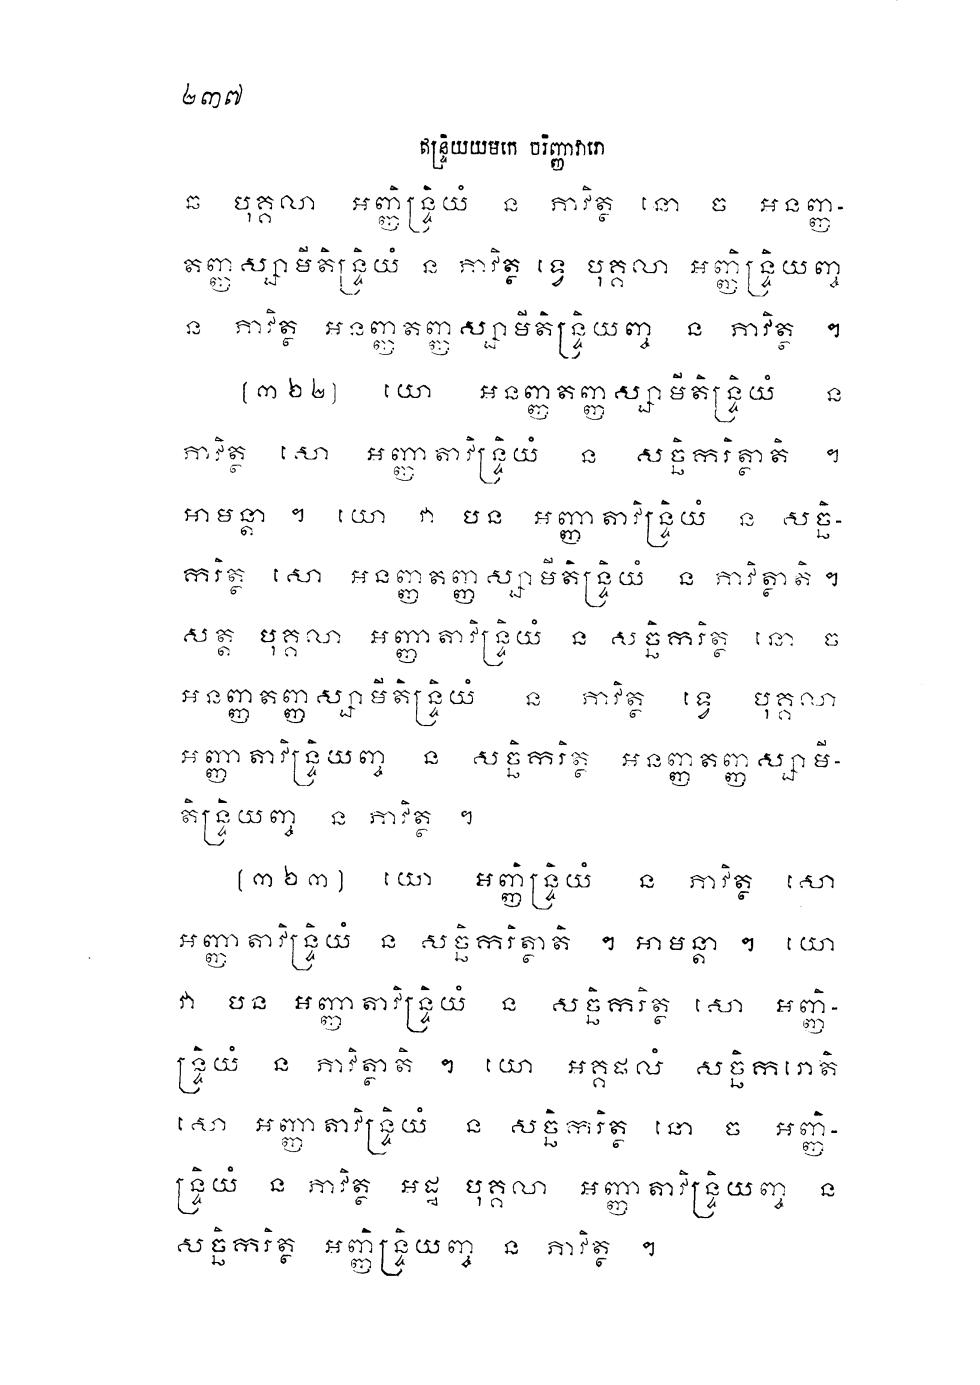 ២៣៧
ឥន្ទ្រិយយមកេ បរិញ្ញាវារោ
ឆ បុគ្គលា អញ្ញិន្ទ្រិយំ ន ភាវិត្ថ នោ ច អនញ្ញ-
តញ្ញស្សាមីតិន្ទ្រិយំ ន ភាវិត្ថ ទ្វេ បុគ្គលា អញ្ញិន្ទ្រិយញ្ច
ន ភាវិត្ថ អនញ្ញតញ្ញស្សាមីតិន្ទ្រិយញ្ច ន ភាវិត្ថ ។
(៣២២) យោ អនញ្ញតញ្ញស្សាមីតិន្ទ្រិយំ ន
ភាវិត្ថ សោ អញ្ញាតាវិន្ទ្រិយំ ន សច្ឆិករិត្ថាតិ ។
អាមន្តា ។ យោ វា បន អញ្ញាតាវិន្ទ្រិយំ ន សច្ឆិ-
ករិត្ថ សោ អនញ្ញតញ្ញស្សាមីតិន្ទ្រិយំ ន ភាវិត្ថាតិ ។
សត្ត បុគ្គលា អញ្ញាតាវិន្ទ្រិយំ ន សច្ឆិករិត្ថ នោ ច
អនញ្ញតញ្ញស្សាមីតិន្ទ្រិយំ ន ភាវិត្ថ ទ្វេ បុគ្គលា
អញ្ញាតាវិន្ទ្រិយញ្ច ន សច្ឆិករិត្ថ អនញ្ញតញ្ញស្សាមី-
តិន្ទ្រិយញ្ច ន ភាវិត្ថ ។
(៣២៣) យោ អញ្ញិន្ទ្រិយំ ន ភាវិត្ថ សោ
អញ្ញាតាវិន្ទ្រិយំ ន សច្ឆិករិត្ថាតិ ។ អាមន្តា ។ យោ
វា បន អញ្ញាតាវិន្ទ្រិយំ ន សច្ឆិករិត្ថ សោ អញ្ញិ-
ន្ទ្រិយំ ន ភាវិត្ថាតិ ។ យោ អគ្គផលំ សច្ឆិករោតិ
សោ អញ្ញាតាវិន្ទ្រិយំ ន សច្ឆិករិត្ថ នោ ច អញ្ញិ-
ន្ទ្រិយំ ន ភាវិត្ថ អដ្ឋ បុគ្គលា អញ្ញាតាវិន្ទ្រិយញ្ច ន
សច្ឆិករិត្ថ អញ្ញិន្ទ្រិយញ្ច ន ភាវិត្ថ ។